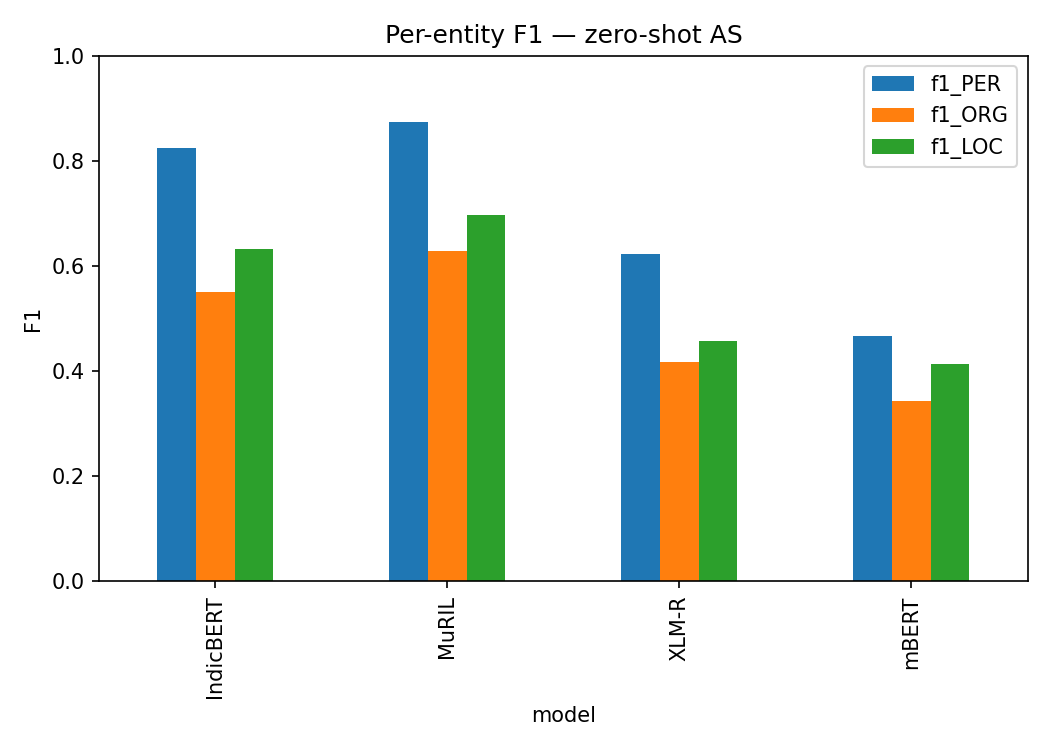 Per-entity F1 — zero-shot AS
f1_PER
f1_ORG
f1_LOC
1.0
0.8
0.6
0.4
0.2
0.0
F1
IndicBERT
MuRIL
XLM-R
mBERT
model